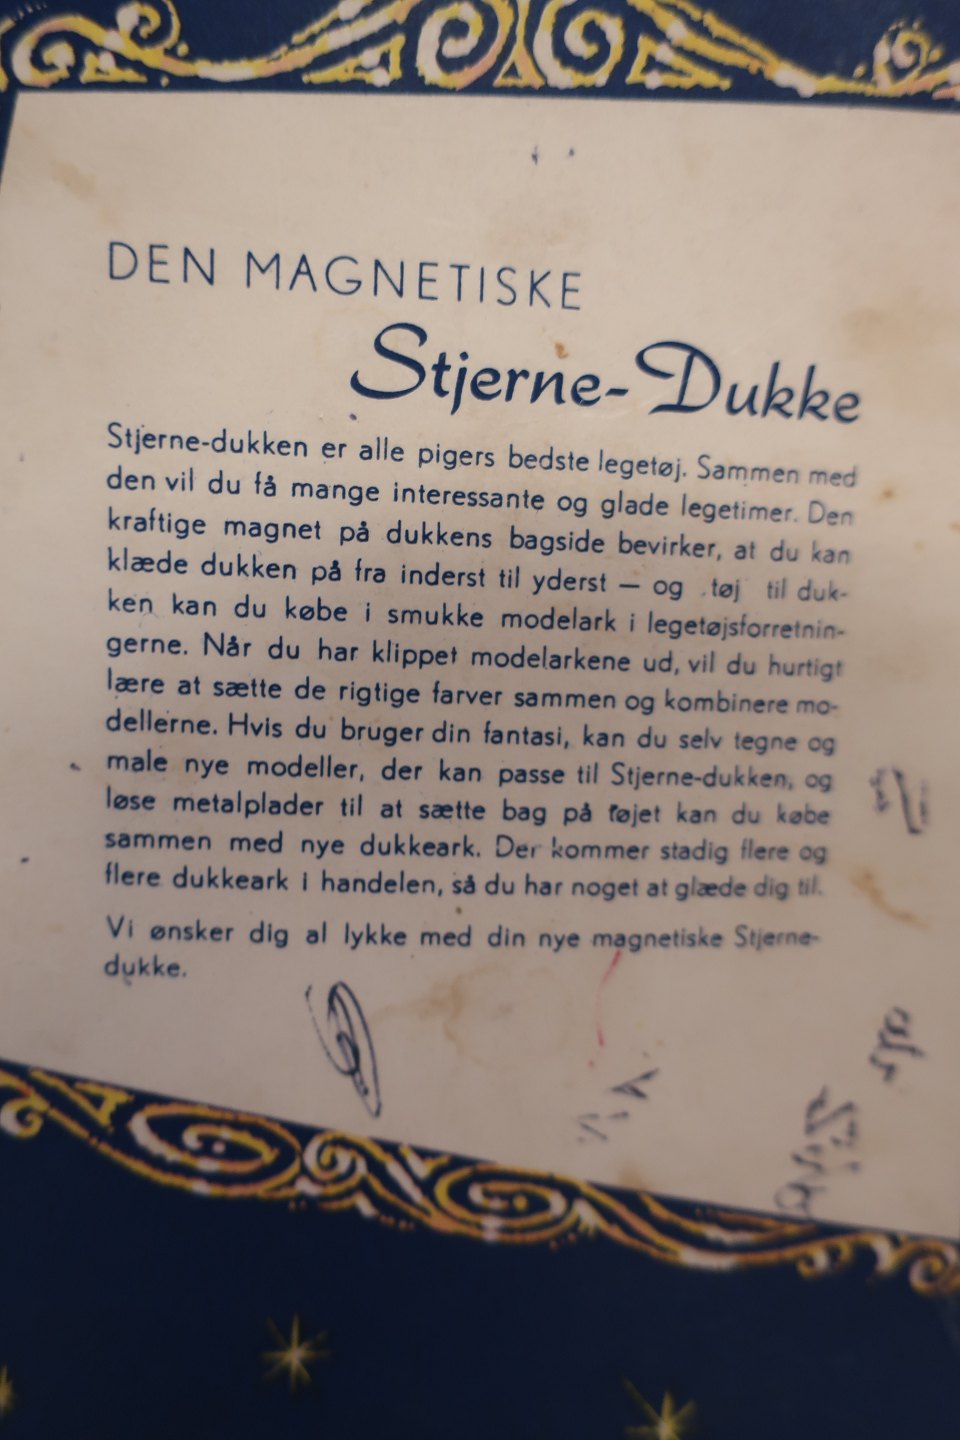 DEN MAGNETISKE
Stjerne-Dukke
Stjerne-dukken er alle pigers bedste legetøj. Sammen med
den vil du få mange interessante og glade legetimer. Den
kraftige magnet på dukkens bagside bevirker, at du kan
klæde dukken på fra inderst til yderst — og tøj til duk-
ken kan du købe i smukke modelark i legetøjsforretnin-
gerne. Når du har klippet modelarkene ud, vil du hurtigt
lære at sætte de rigtige farver sammen og kombinere mo-
dellerne. Hvis du bruger din fantasi, kan du selv tegne og
male nye modeller, der kan passe til Stjerne-dukken, og
løse metalplader til at sætte bag på tøjet kan du købe
sammen med nye dukkeark. Der kommer stadig flere og
flere dukkeark i handelen, så du har noget at glæde dig til.
Vi ønsker dig al lykke med din nye magnetiske Stjerne-
dukke.